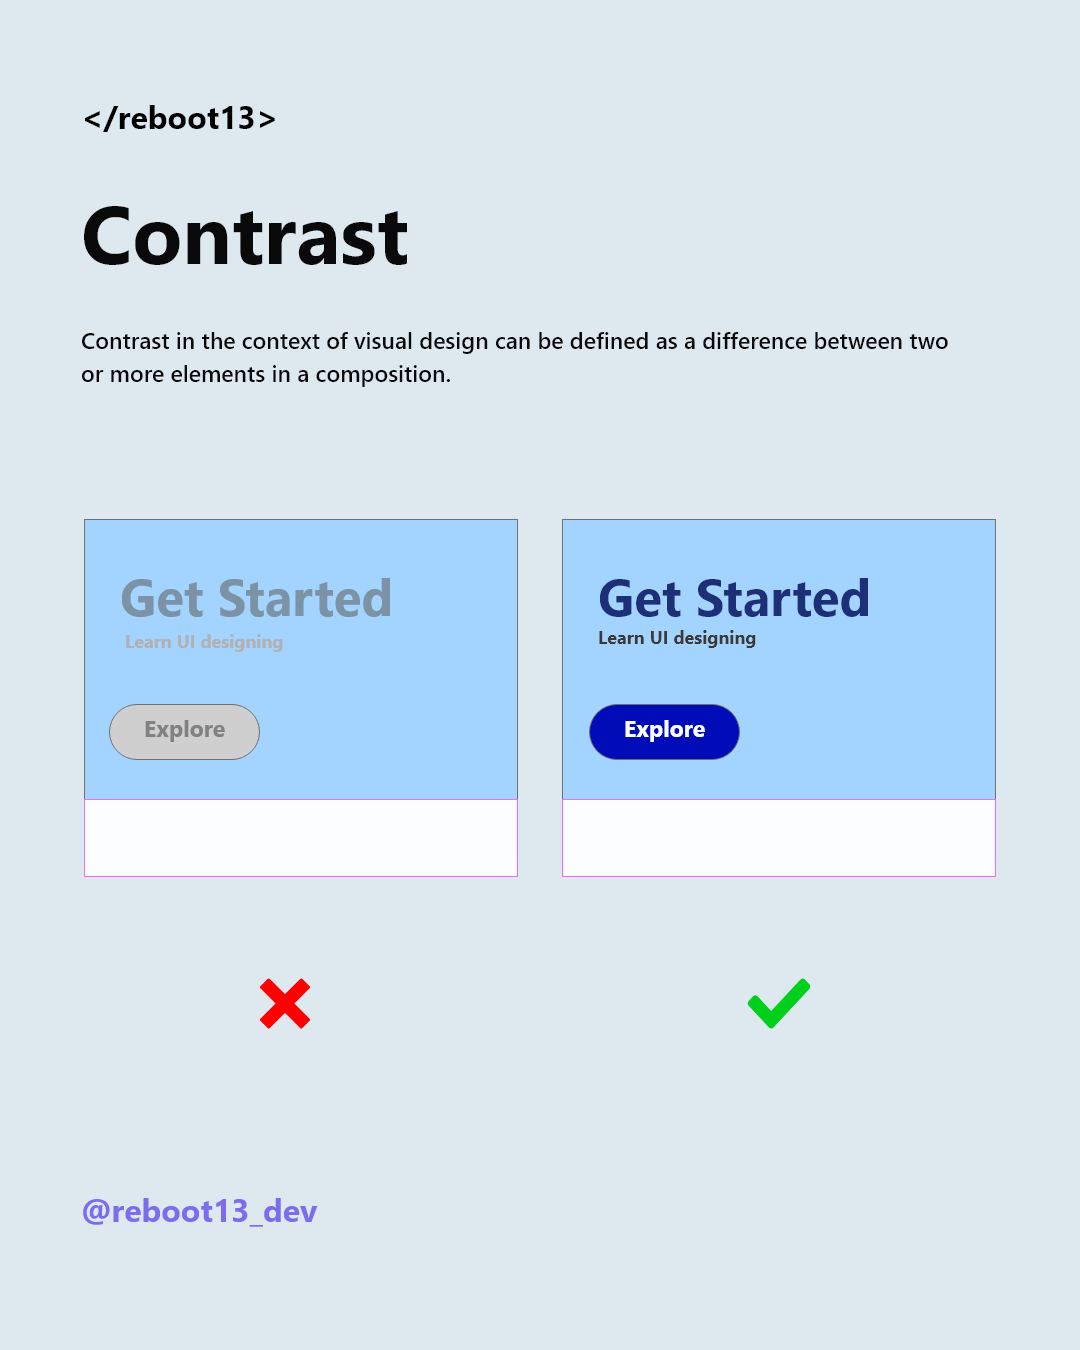 </reboot13>
Contrast
Contrast in the context of visual design can be defined as a difference between two
or more elements in a composition.
Get Started
Learn UI designing
Explore
Get Started
Learn UI designing
Explore
@reboot13_dev